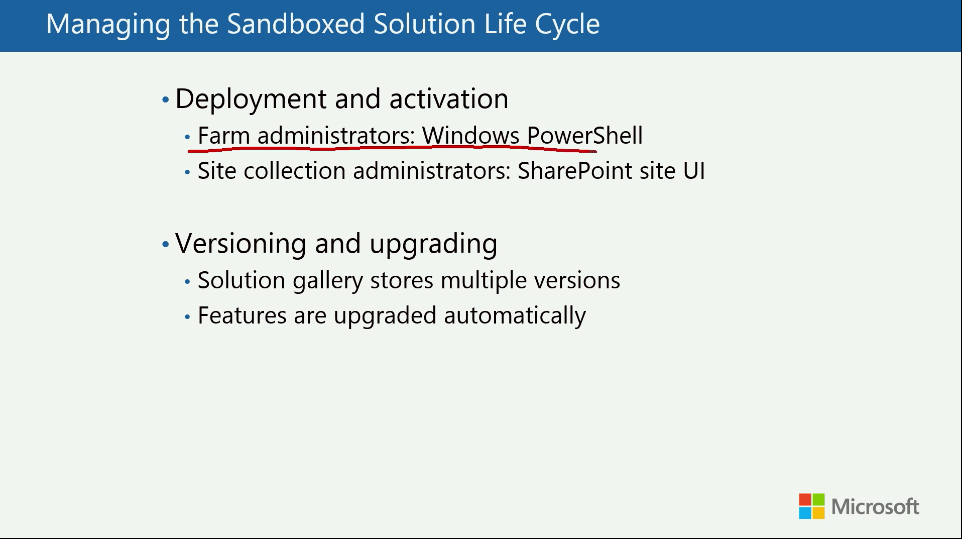 Managing the Sandboxed Solution Life Cycle
• Deployment and activation
• Farm administrators: Windows PowerShell
• Site collection administrators: SharePoint site UI
• Versioning and upgrading
• Solution gallery stores multiple versions
• Features are upgraded automatically
Microsoft